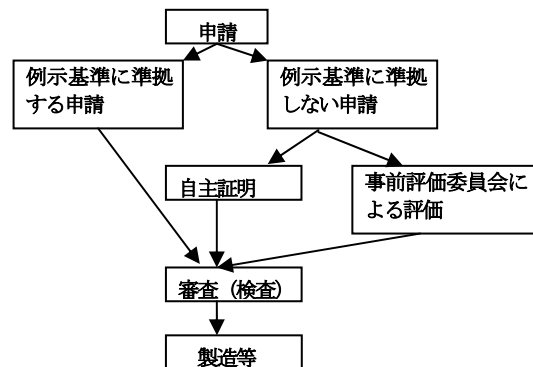 申請
例示基準に準拠
する申請
例示基準に準拠
しない申請
自主証明
事前評価委員会に
よる評価
審査（検査）
製造等